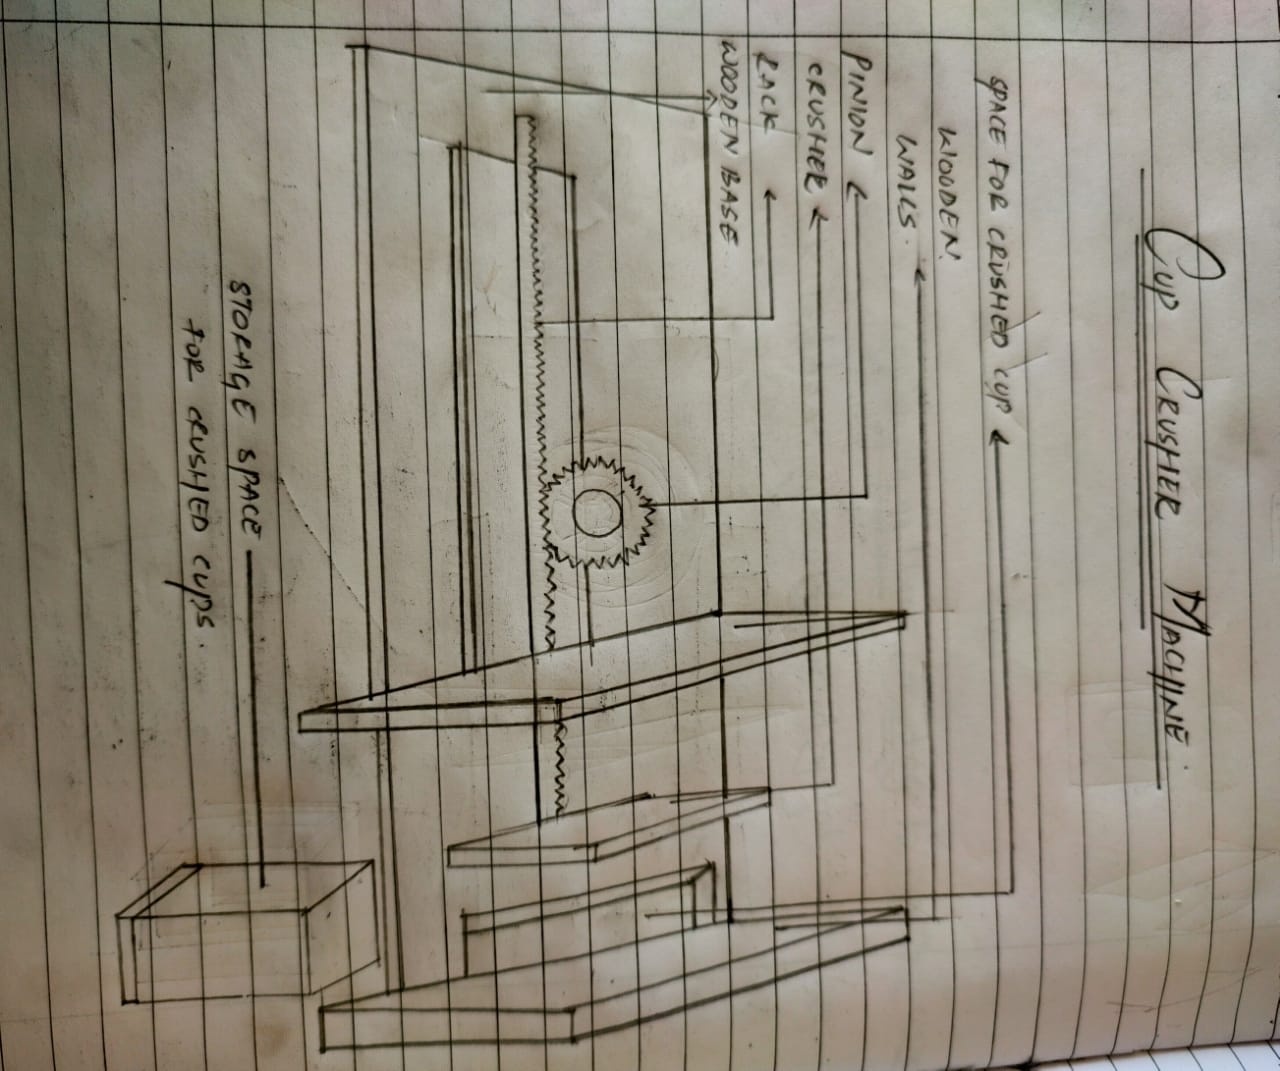 CUP CRUSHER MACHINE
SPACE FOR CRUSHED CUP
WOODEN
WALLS.
PINION
CRUSHER
RACK
WOODEN BASE
STORAGE SPACE
FOR CRUSHED CUPS.